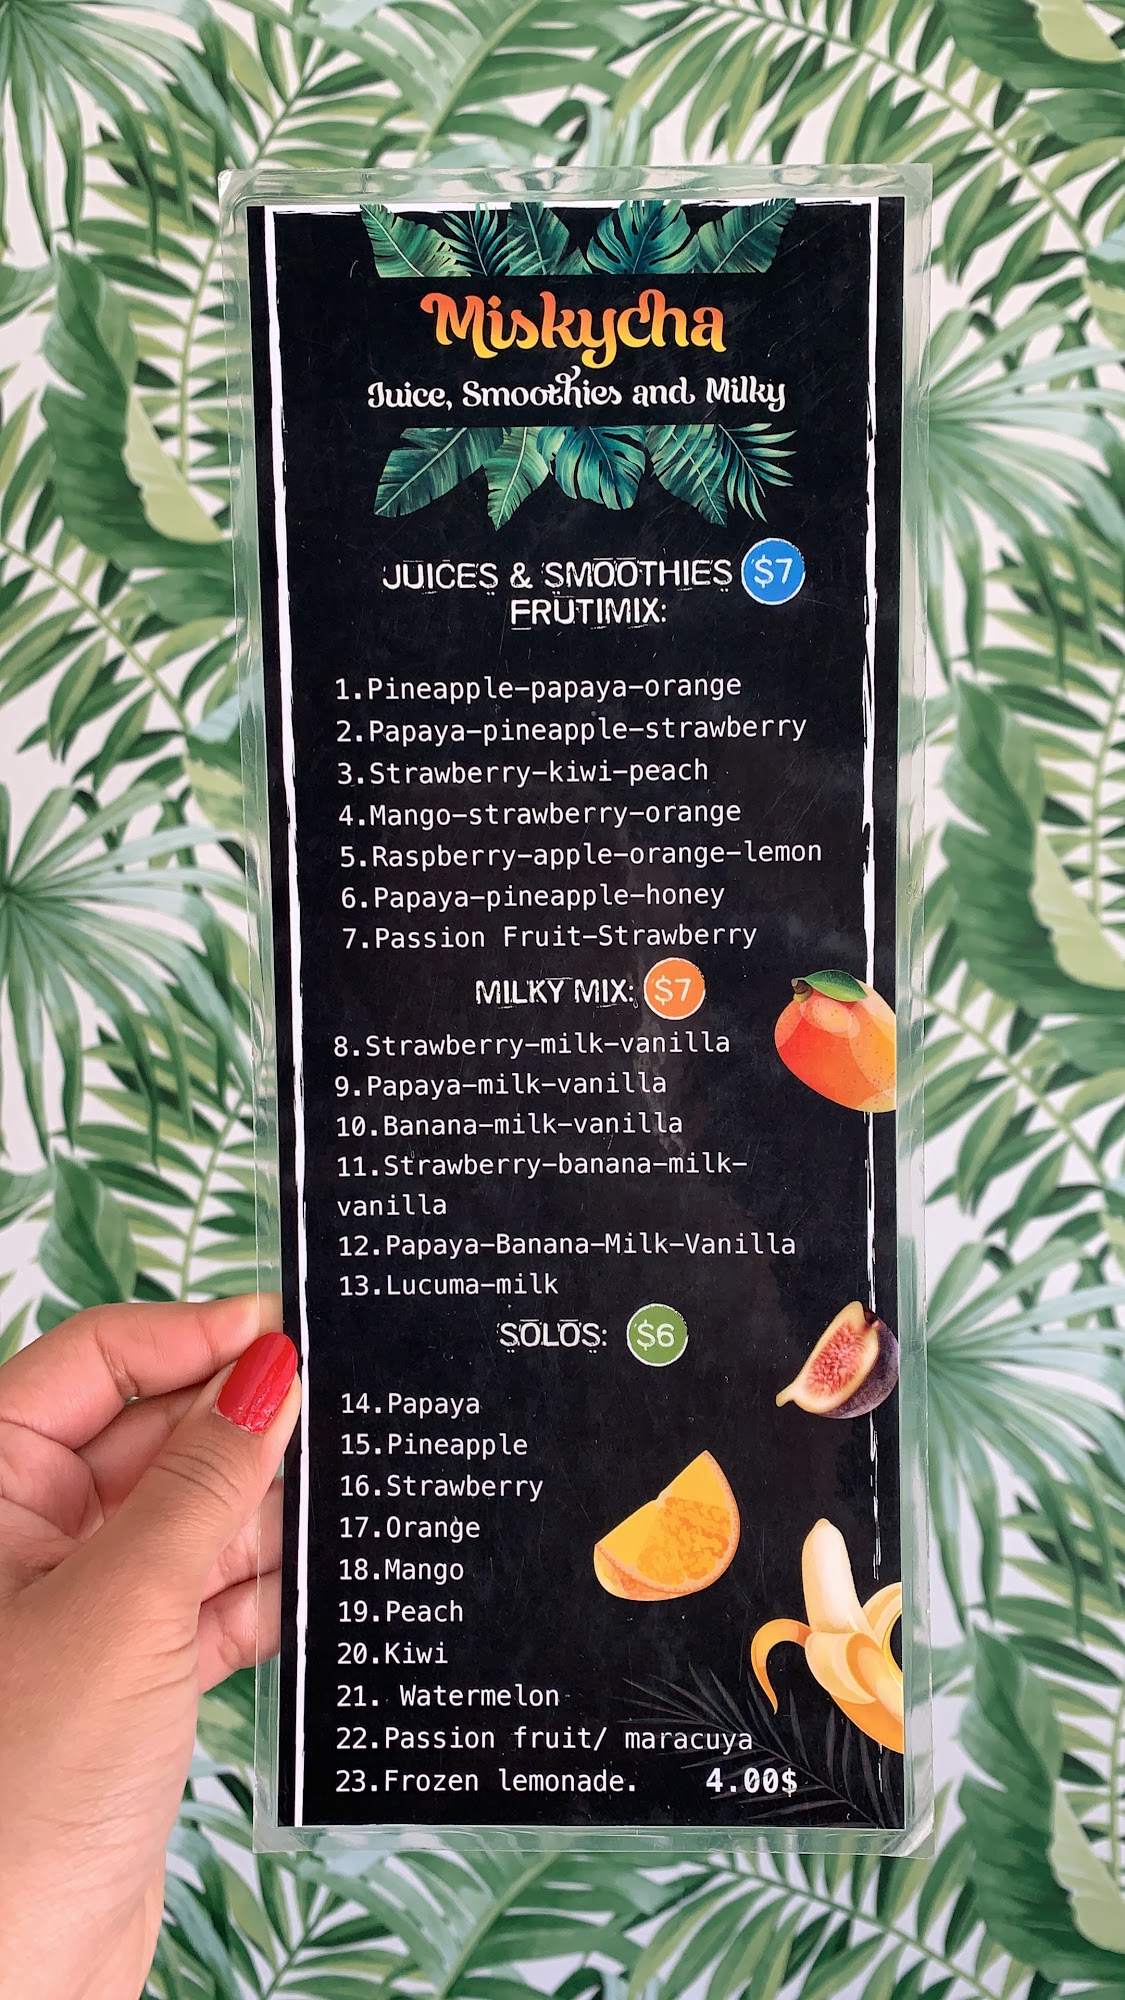 Miskycha
Juice, Smoothies and Milky
JUICES & SMOOTHIES $7
FRUTIMIX:
1.Pineapple-papaya-orange
2.Papaya-pineapple-strawberry
3.Strawberry-kiwi-peach
4.Mango-strawberry-orange
5.Raspberry-apple-orange-lemon
6.Papaya-pineapple-honey
7.Passion Fruit-Strawberry
MILKY MIX: $7
8.Strawberry-milk-vanilla
9.Papaya-milk-vanilla
10.Banana-milk-vanilla
11.Strawberry-banana-milk-
vanilla
12.Papaya-Banana-Milk-Vanilla
13.Lucuma-milk
SOLOS: $6
14.Papaya
15.Pineapple
16.Strawberry
17.Orange
18.Mango
19.Peach
20.Kiwi
21. Watermelon
22.Passion fruit/ maracuya
23.Frozen lemonade. 4.00$